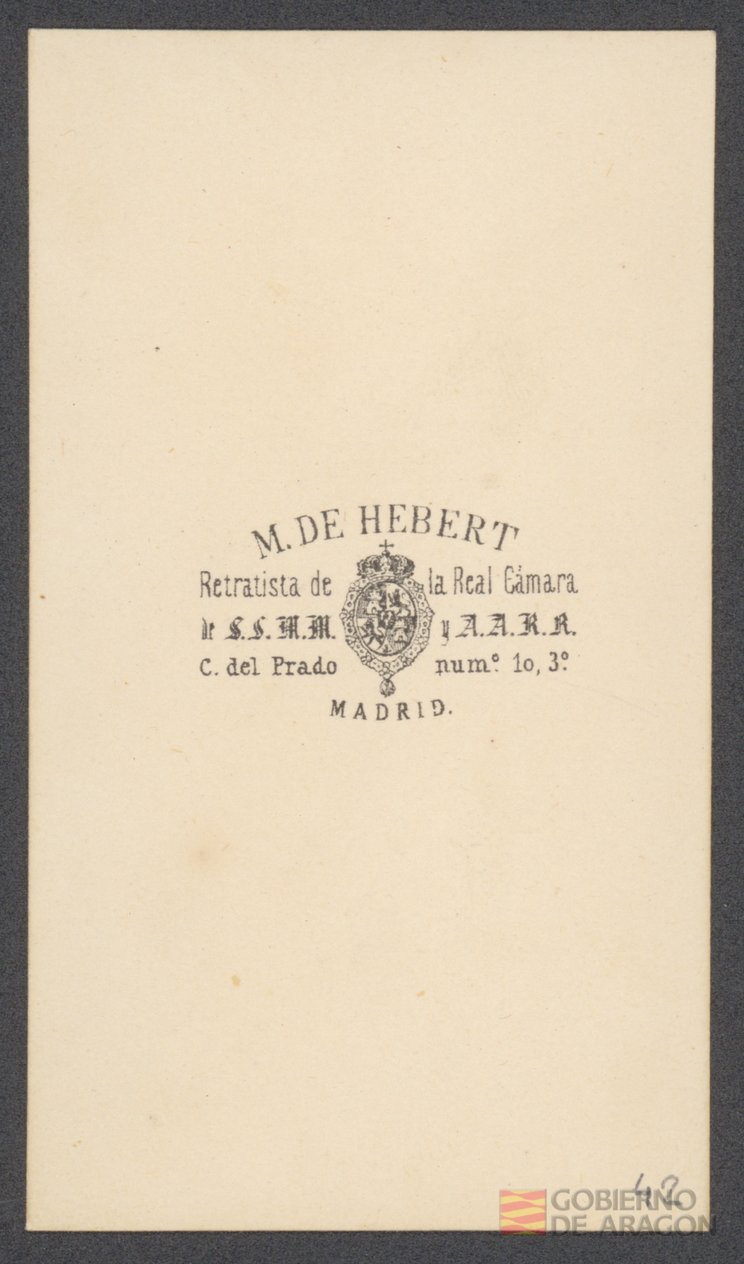 M. DE HEBERT
Retratista de la Real Cámara
de S.S.M.M. y A.A.R.R.
C. del Prado num.º 10, 3.º
MADRID.
42
GOBIERNO
DE ARAGON